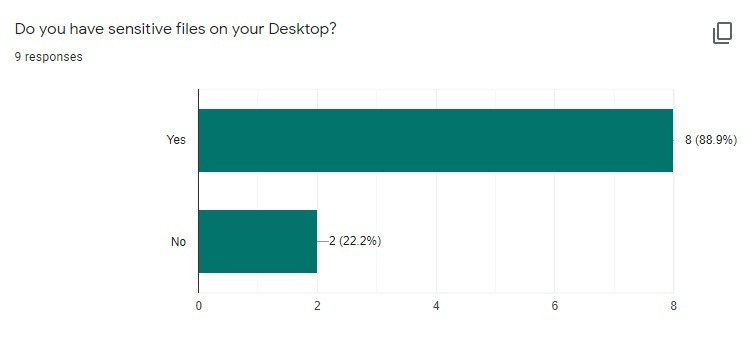 Do you have sensitive files on your Desktop?
9 responses
Yes
8 (88.9%)
No
2 (22.2%)
0 2 4 6 8